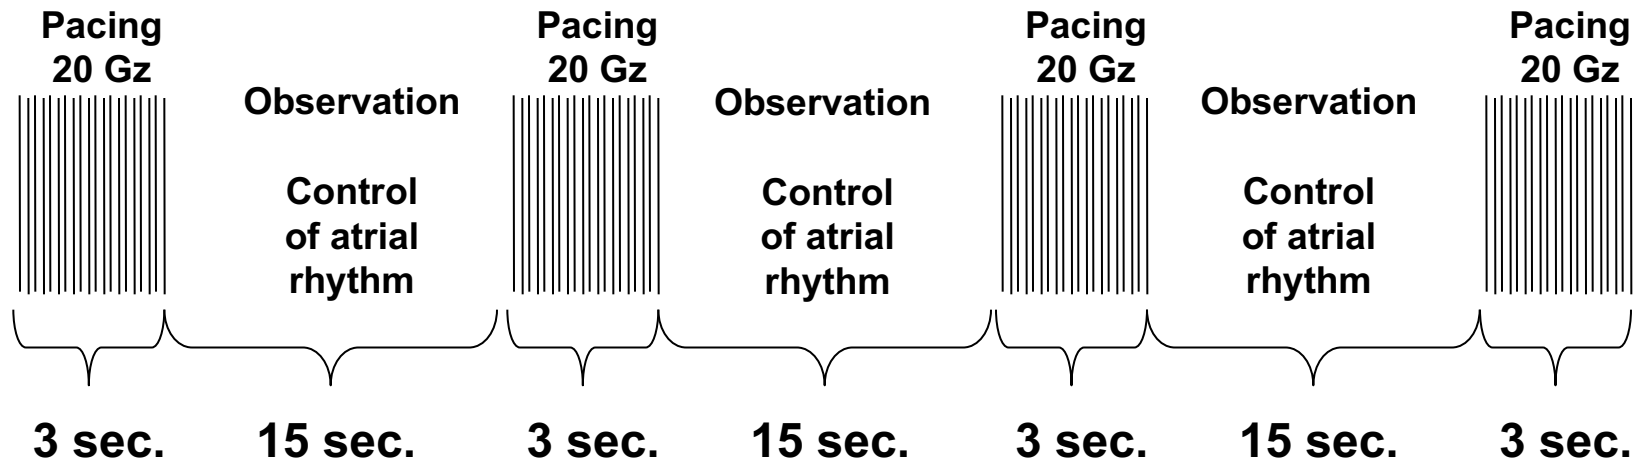 Pacing
20 Gz
Observation
Control
of atrial
rhythm
3 sec.
15 sec.
Pacing
20 Gz
Observation
Control
of atrial
rhythm
3 sec.
15 sec.
Pacing
20 Gz
Observation
Control
of atrial
rhythm
3 sec.
15 sec.
Pacing
20 Gz
3 sec.